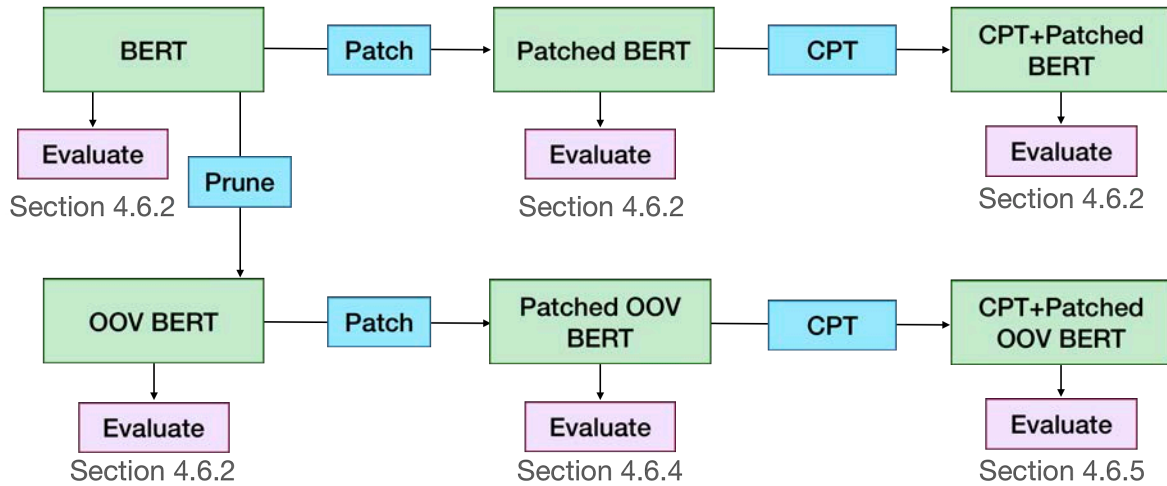 BERT
Patch
Patched BERT
CPT
CPT+Patched
BERT
Evaluate
Section 4.6.2
Prune
Evaluate
Section 4.6.2
Evaluate
Section 4.6.2
OOV BERT
Patch
Patched OOV
BERT
CPT
CPT+Patched
OOV BERT
Evaluate
Section 4.6.2
Evaluate
Section 4.6.4
Evaluate
Section 4.6.5